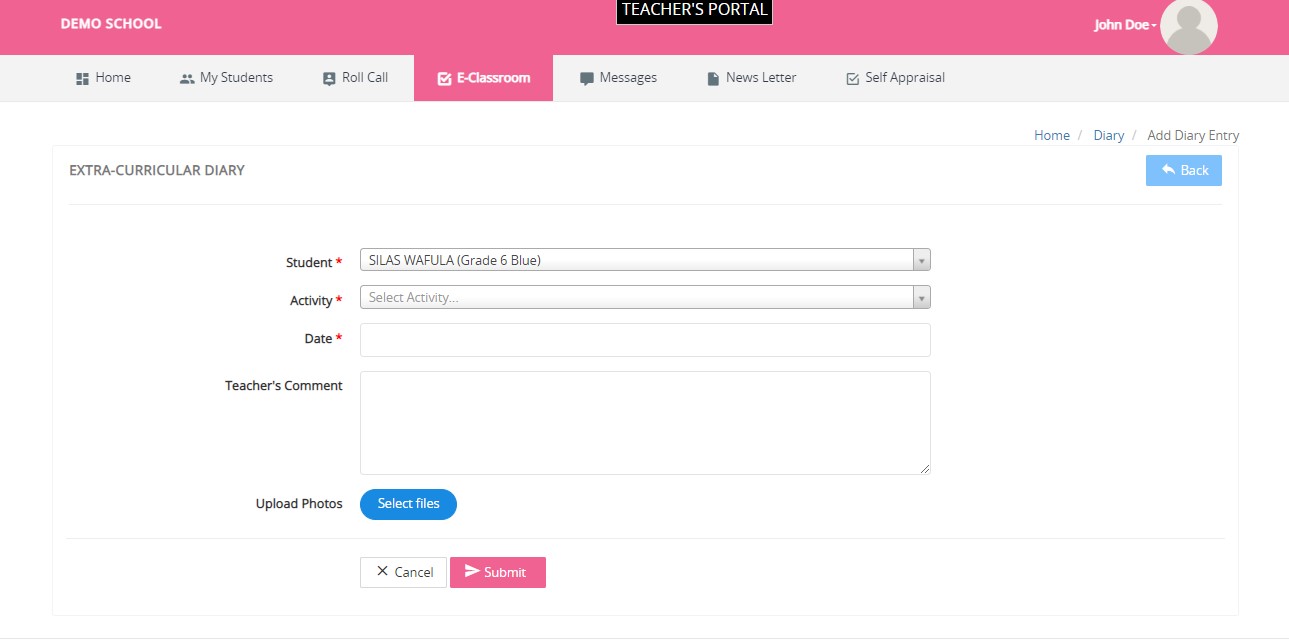 DEMO SCHOOL
TEACHER'S PORTAL
John Doe
Home
My Students
Roll Call
E-Classroom
Messages
News Letter
Self Appraisal
Home / Diary / Add Diary Entry
EXTRA-CURRICULAR DIARY
Back
Student *
SILAS WAFULA (Grade 6 Blue)
Activity *
Select Activity...
Date *
Teacher's Comment
Upload Photos
Select files
Cancel
Submit